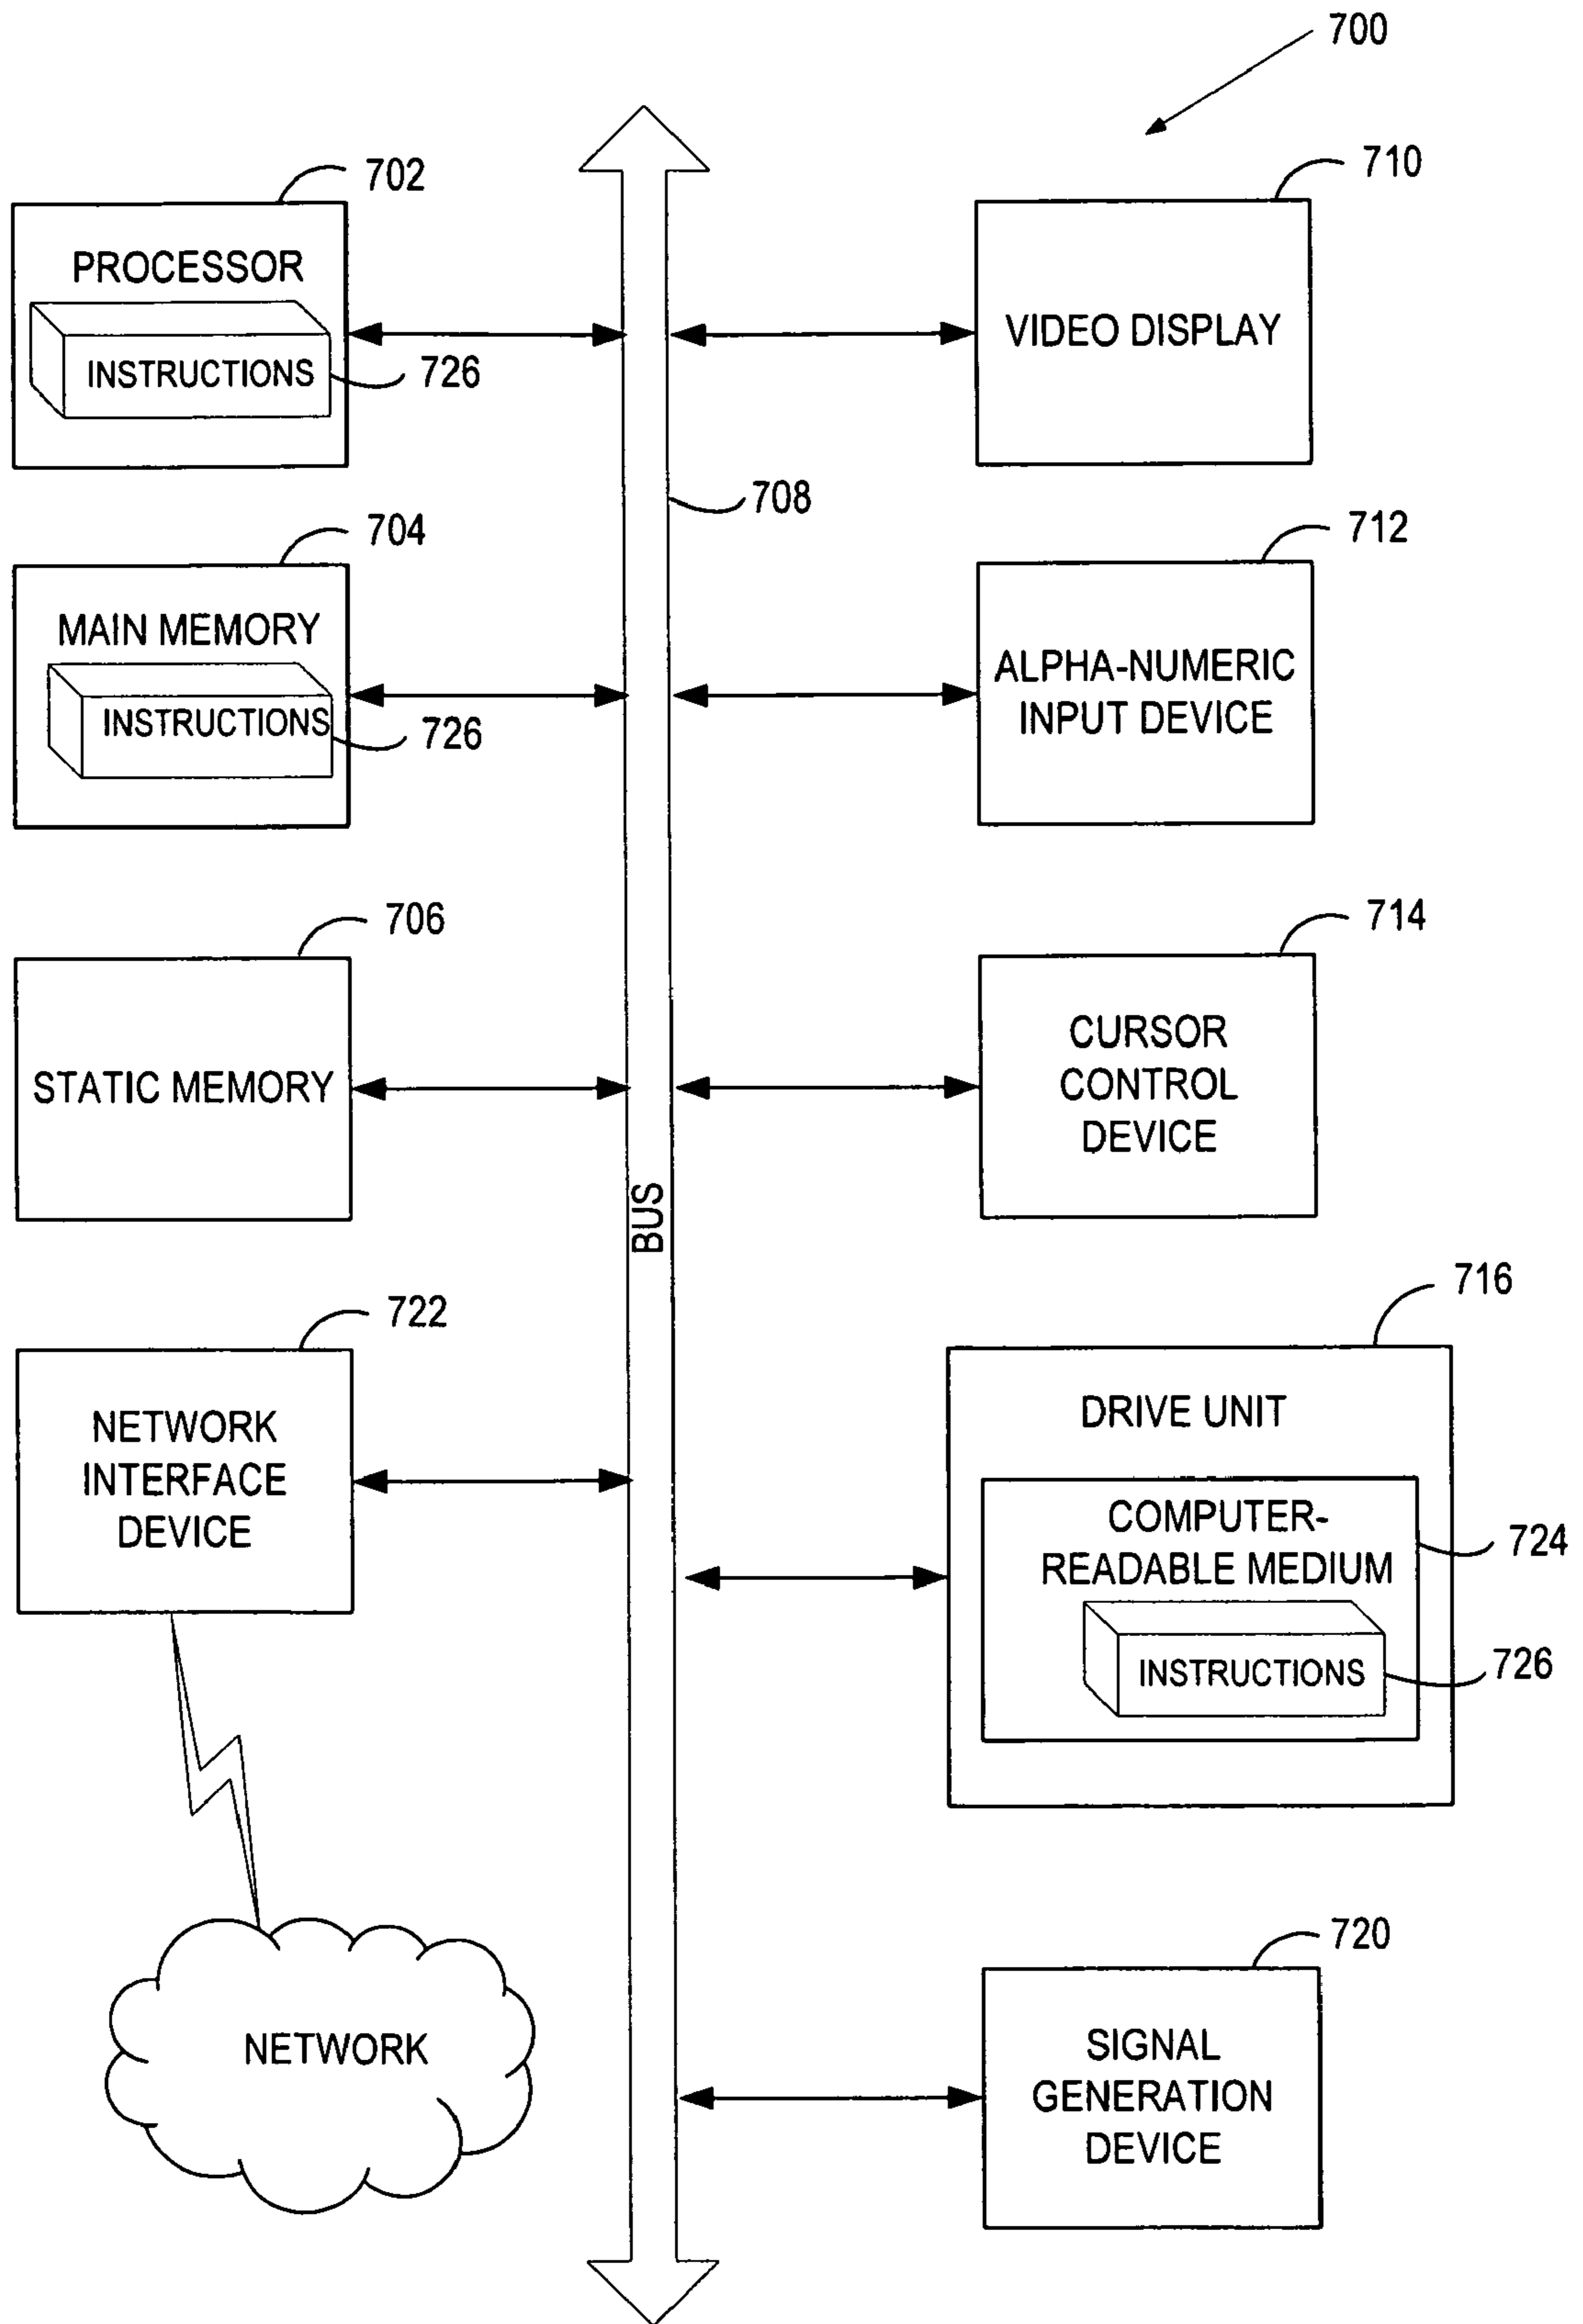 700
702
PROCESSOR
INSTRUCTIONS
726
710
VIDEO DISPLAY
708
704
MAIN MEMORY
INSTRUCTIONS
726
712
ALPHA-NUMERIC
INPUT DEVICE
706
STATIC MEMORY
714
CURSOR
CONTROL
DEVICE
BUS
722
NETWORK
INTERFACE
DEVICE
716
DRIVE UNIT
COMPUTER-
READABLE MEDIUM
724
INSTRUCTIONS
726
NETWORK
720
SIGNAL
GENERATION
DEVICE